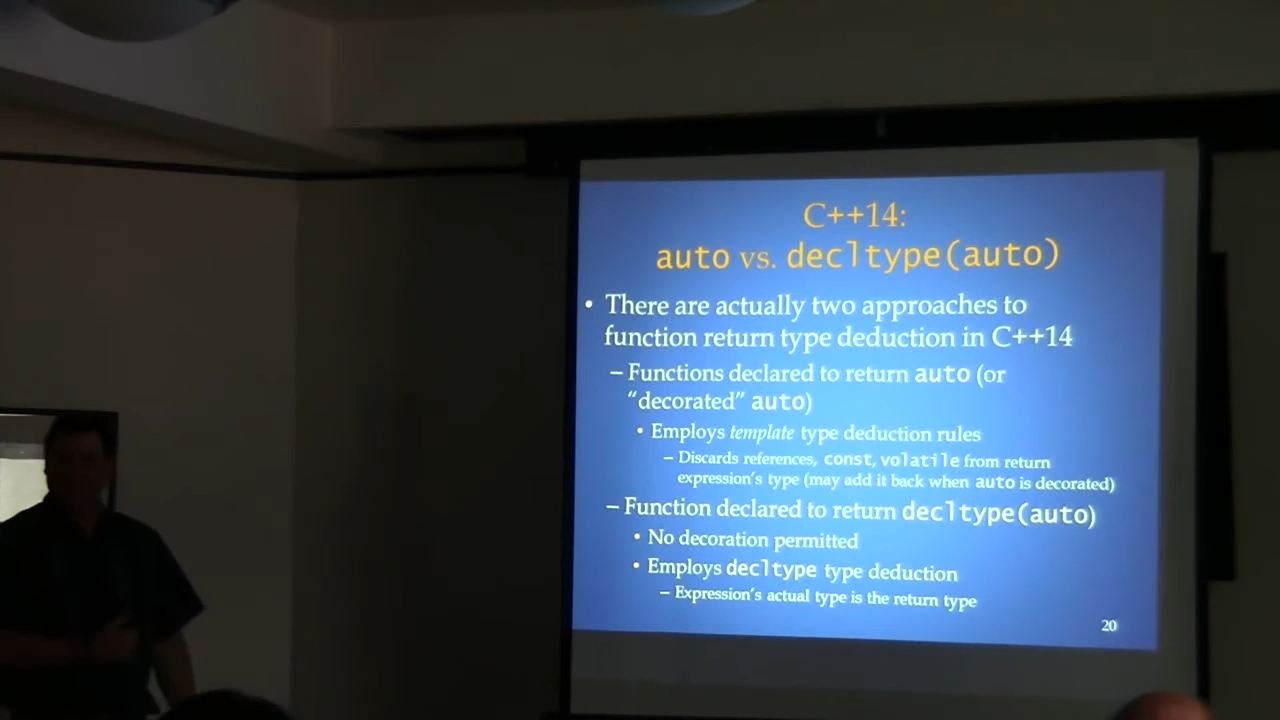 C++14:
auto vs. decltype(auto)
• There are actually two approaches to
function return type deduction in C++14
– Functions declared to return auto (or
“decorated” auto)
• Employs template type deduction rules
– Discards references, const, volatile from return
expression's type (may add it back when auto is decorated)
– Function declared to return decltype(auto)
• No decoration permitted
• Employs decltype type deduction
– Expression's actual type is the return type
20